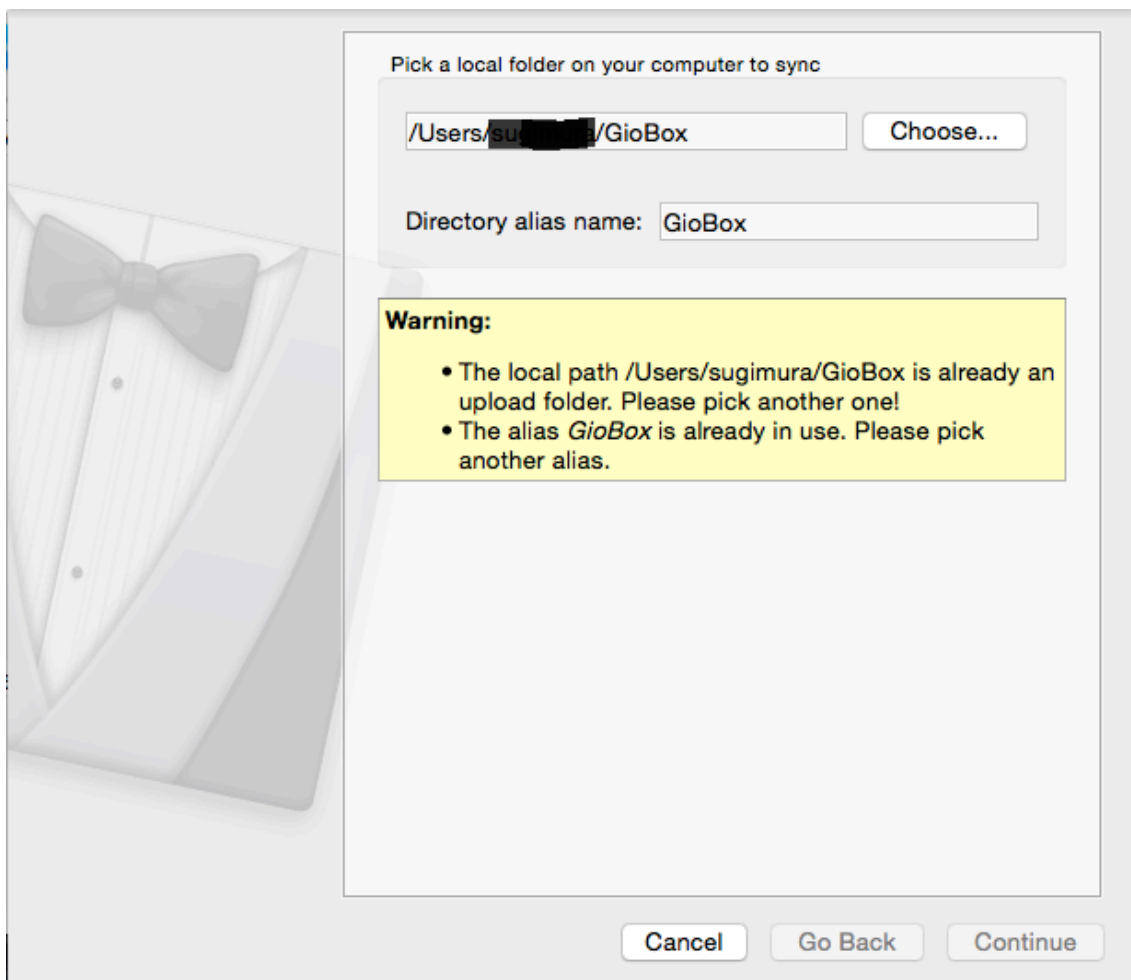 Pick a local folder on your computer to sync
/Users/ /GioBox
Choose...
Directory alias name:
GioBox
Warning:
• The local path /Users/sugimura/GioBox is already an
upload folder. Please pick another one!
• The alias GioBox is already in use. Please pick
another alias.
Cancel
Go Back
Continue